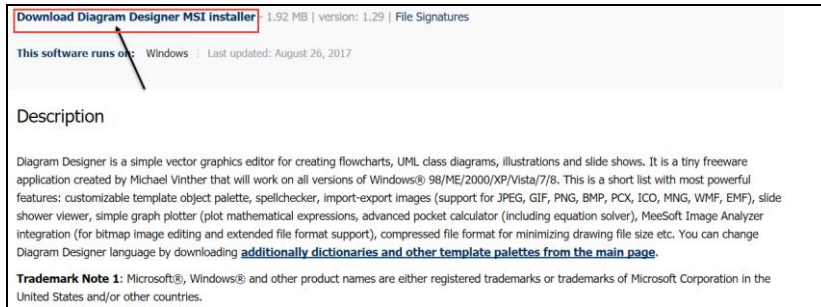 Download Diagram Designer MSI installer - 1.92 MB | version: 1.29 | File Signatures
This software runs on: Windows | Last updated: August 26, 2017
Description
Diagram Designer is a simple vector graphics editor for creating flowcharts, UML class diagrams, illustrations and slide shows. It is a tiny freeware
application created by Michael Vinther that will work on all versions of Windows® 98/ME/2000/XP/Vista/7/8. This is a short list with most powerful
features: customizable template object palette, spellchecker, import-export images (support for JPEG, GIF, PNG, BMP, PCX, ICO, MNG, WMF, EMF), slide
shower viewer, simple graph plotter (plot mathematical expressions, advanced pocket calculator (including equation solver), MeeSoft Image Analyzer
integration (for bitmap image editing and extended file format support), compressed file format for minimizing drawing file size etc. You can change
Diagram Designer language by downloading additionally dictionaries and other template palettes from the main page.
Trademark Note 1: Microsoft®, Windows® and other product names are either registered trademarks or trademarks of Microsoft Corporation in the
United States and/or other countries.